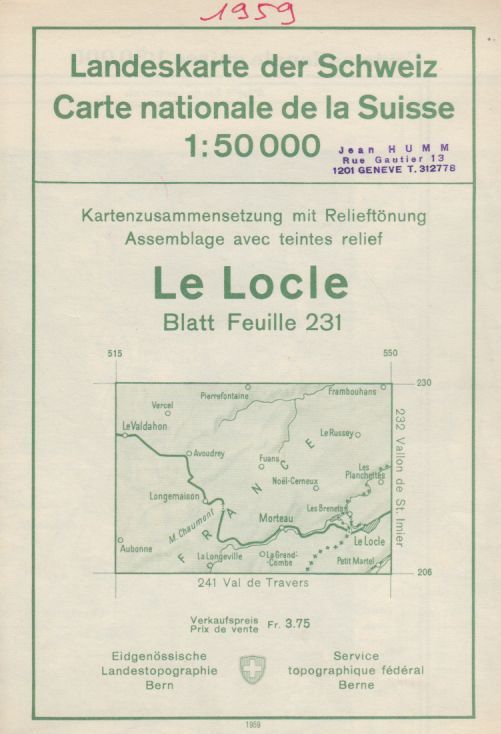 1959
Landeskarte der Schweiz
Carte nationale de la Suisse
1:50 000
Jean HUMM
Rue Gautier 13
1201 GENEVE T. 312778
Kartenzusammensetzung mit Relieftönung
Assemblage avec teintes relief
Le Locle
Blatt Feuille 231
515
550
230
Pierrefontaine
Frambouhans
Vercel
Le Valdahon
Le Russey
232 Vallon de St. Imier
Avoudrey
Fuans
FRANCE
Les
Planchettes
Noël-Cerneux
Longemaison
Les Brenets
M. Chaumont
Morteau
Le Locle
Aubonne
La Longeville
La Grand-
Combe
Petit Martel
206
241 Val de Travers
Verkaufspreis
Prix de vente
Fr. 3.75
Eidgenössische
Landestopographie
Bern
Service
topographique fédéral
Berne
1959